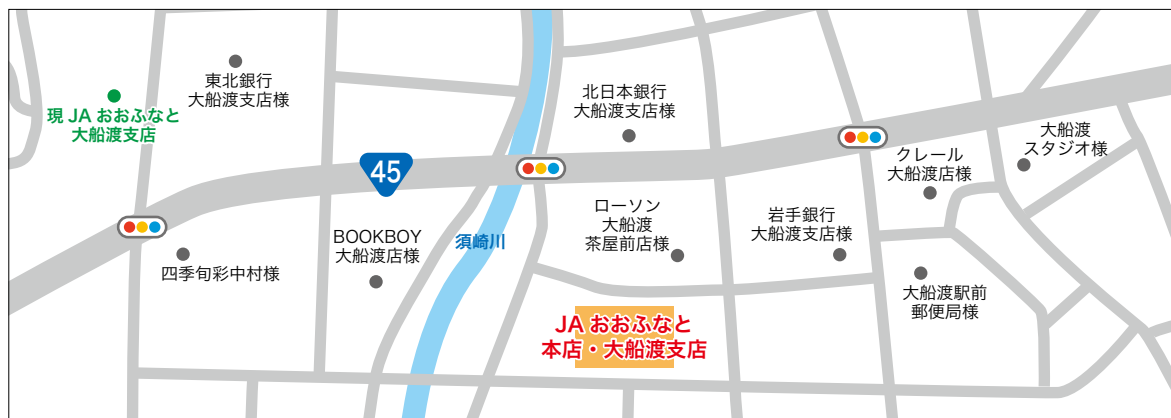 東北銀行
大船渡支店様
現 JA おおふなと
大船渡支店
北日本銀行
大船渡支店様
大船渡
スタジオ様
クレール
大船渡店様
45
ローソン
大船渡
茶屋前店様
岩手銀行
大船渡支店様
BOOKBOY
大船渡店様
須崎川
四季旬彩中村様
大船渡駅前
郵便局様
JA おおふなと
本店・大船渡支店